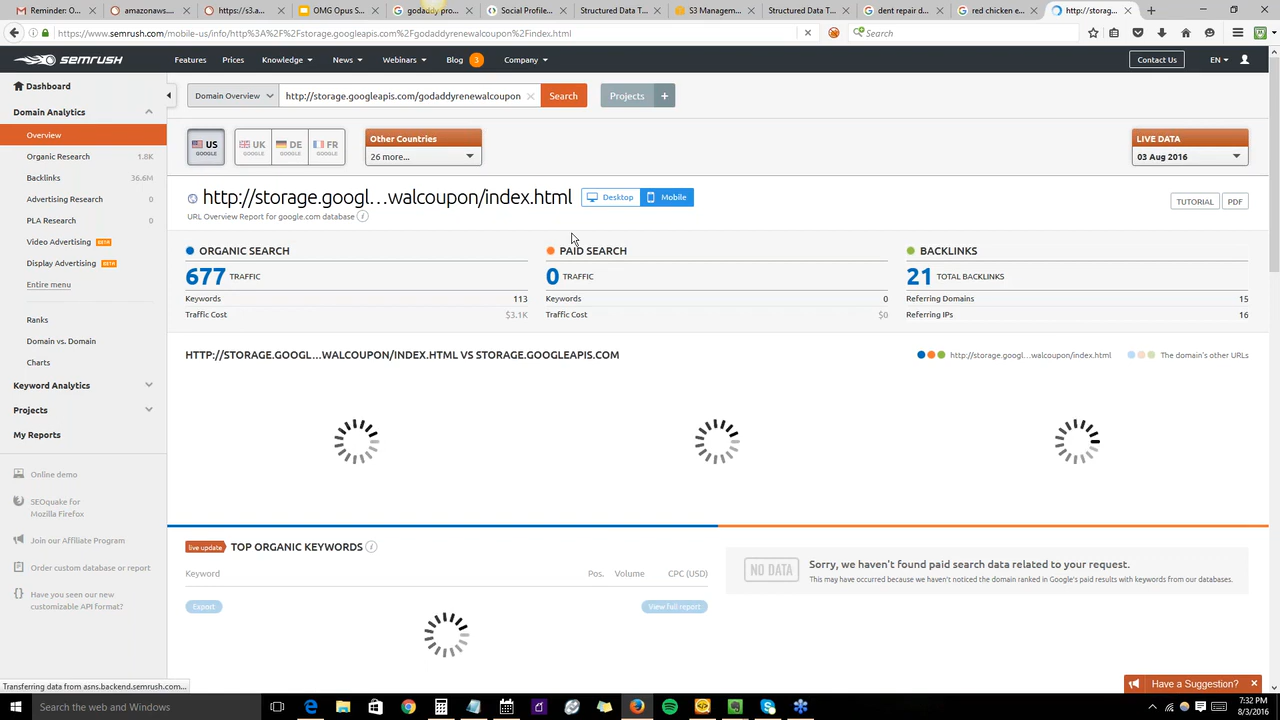 Reminder: O...
amazonaws....
https://s3.a...
OMG Opus S...
godaddy pro...
Social Profile...
Structured Data T...
S3 Managem...
Structured Data T...
dent repair d...
red chicken e...
http://storag...
https://www.semrush.com/mobile-us/info/http%3A%2F%2Fstorage.googleapis.com%2Fgodaddyrenewalcoupon%2Findex.html
Search
SEMRUSH
Features
Prices
Knowledge
News
Webinars
Blog 3
Company
Contact Us
EN
Dashboard
Domain Analytics
Overview
Organic Research 1.8K
Backlinks 36.6M
Advertising Research 0
PLA Research 0
Video Advertising BETA
Display Advertising BETA
Entire menu
Ranks
Domain vs. Domain
Charts
Keyword Analytics
Projects
My Reports
Online demo
SEOquake for
Mozilla Firefox
Join our Affiliate Program
Order custom database or report
Have you seen our new
customizable API format?
Domain Overview
http://storage.googleapis.com/godaddyrenewalcoupon
Search
Projects +
US
GOOGLE
UK
GOOGLE
DE
GOOGLE
FR
GOOGLE
Other Countries
26 more...
LIVE DATA
03 Aug 2016
http://storage.googl...walcoupon/index.html
Desktop
Mobile
TUTORIAL
PDF
URL Overview Report for google.com database
ORGANIC SEARCH
677 TRAFFIC
Keywords 113
Traffic Cost $3.1K
PAID SEARCH
0 TRAFFIC
Keywords 0
Traffic Cost $0
BACKLINKS
21 TOTAL BACKLINKS
Referring Domains 15
Referring IPs 16
HTTP://STORAGE.GOOGL...WALCOUPON/INDEX.HTML VS STORAGE.GOOGLEAPIS.COM
http://storage.googl...walcoupon/index.html
The domain's other URLs
live update
TOP ORGANIC KEYWORDS
Keyword Pos. Volume CPC (USD)
Export
View full report
NO DATA
Sorry, we haven't found paid search data related to your request.
This may have occurred because we haven't noticed the domain ranked in Google's paid results with keywords from our databases.
Have a Suggestion?
Transferring data from asns.backend.semrush.com...
Search the web and Windows
7:32 PM
8/3/2016